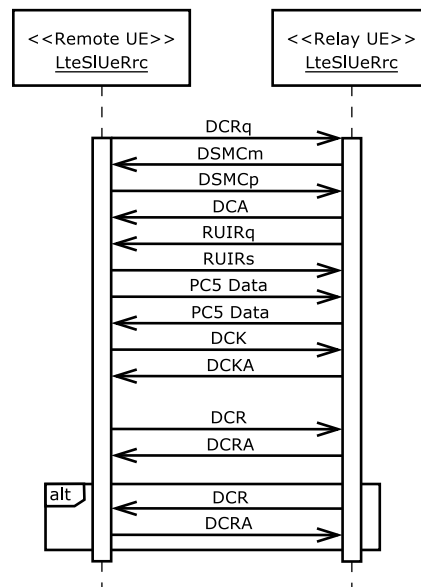 <<Remote UE>>
LteSlUeRrc
<<Relay UE>>
LteSlUeRrc
DCRq
DSMCm
DSMCp
DCA
RUIRq
RUIRs
PC5 Data
PC5 Data
DCK
DCKA
DCR
DCRA
alt
DCR
DCRA